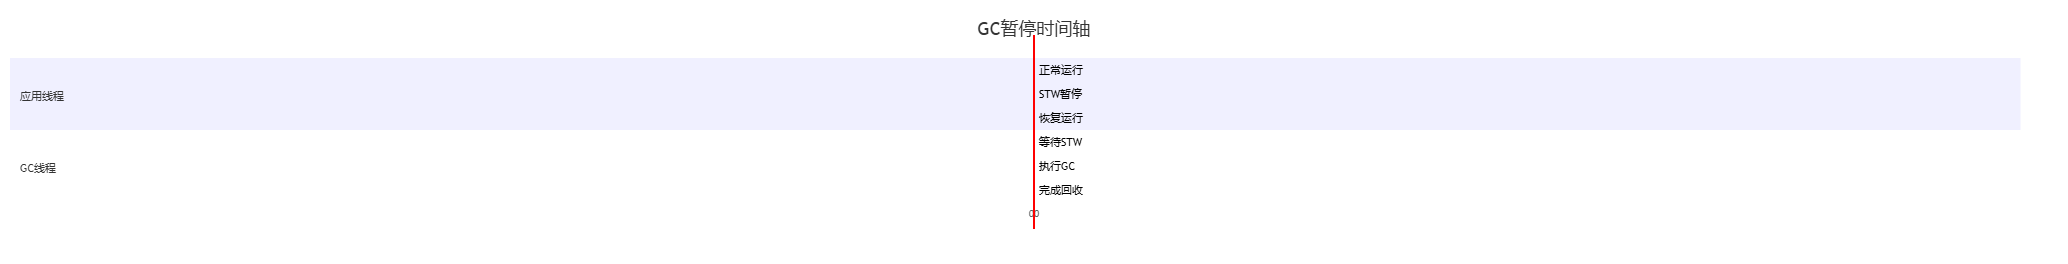 GC暂停时间轴
应用线程
正常运行
STW暂停
恢复运行
GC线程
等待STW
执行GC
完成回收
00